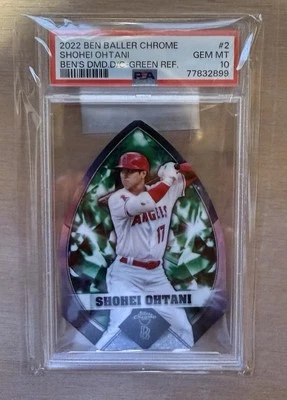 2022 BEN BALLER CHROME #2
SHOHEI OHTANI GEM MT
BEN'S DMD.DIE GREEN REF. 10
PSA 77832899
ANGELS
17
SHOHEI OHTANI